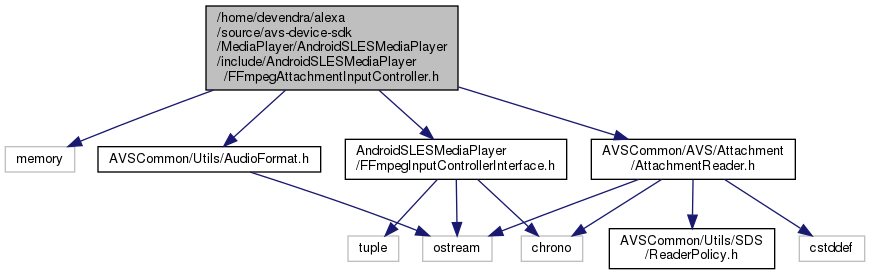 /home/devendra/alexa
/source/avs-device-sdk
/MediaPlayer/AndroidSLESMediaPlayer
/include/AndroidSLESMediaPlayer
/FFmpegAttachmentInputController.h
memory
AVSCommon/Utils/AudioFormat.h
AndroidSLESMediaPlayer
/FFmpegInputControllerInterface.h
AVSCommon/AVS/Attachment
/AttachmentReader.h
tuple
ostream
chrono
AVSCommon/Utils/SDS
/ReaderPolicy.h
cstddef